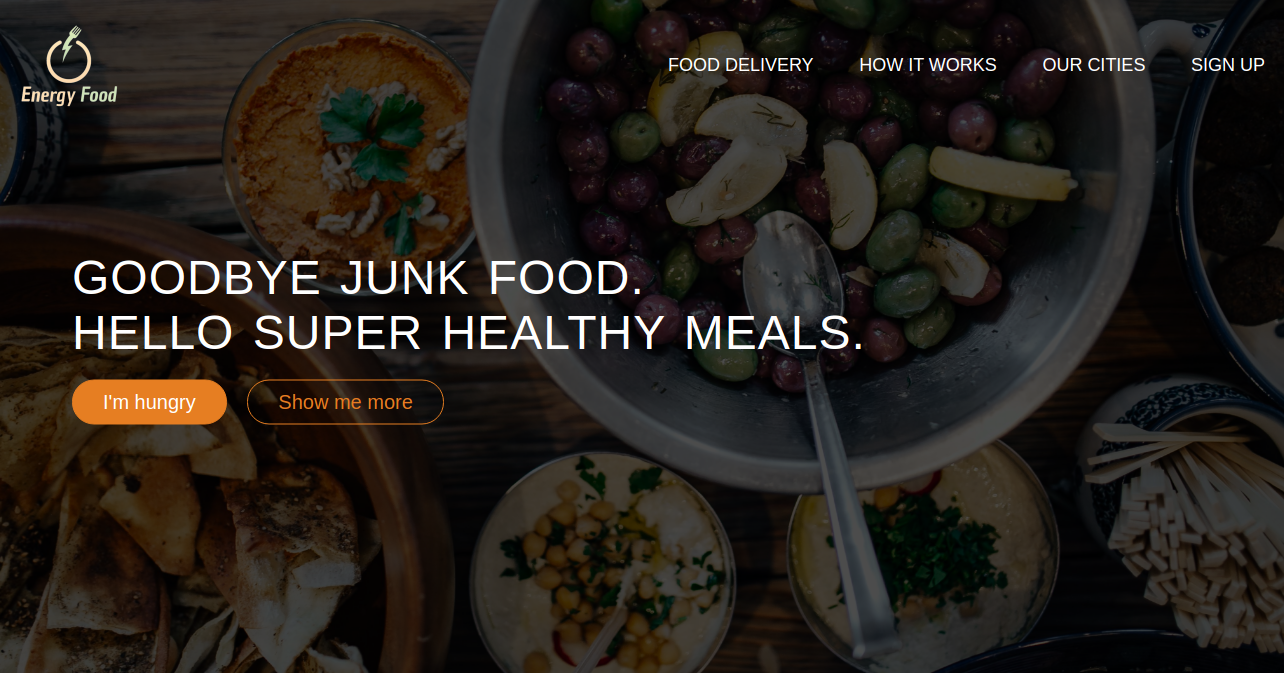 Energy Food
FOOD DELIVERY HOW IT WORKS OUR CITIES SIGN UP
GOODBYE JUNK FOOD.
HELLO SUPER HEALTHY MEALS.
I'm hungry Show me more